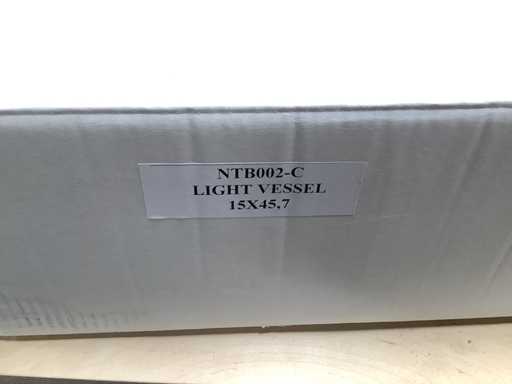 NTB002-C
LIGHT VESSEL
15X45,7